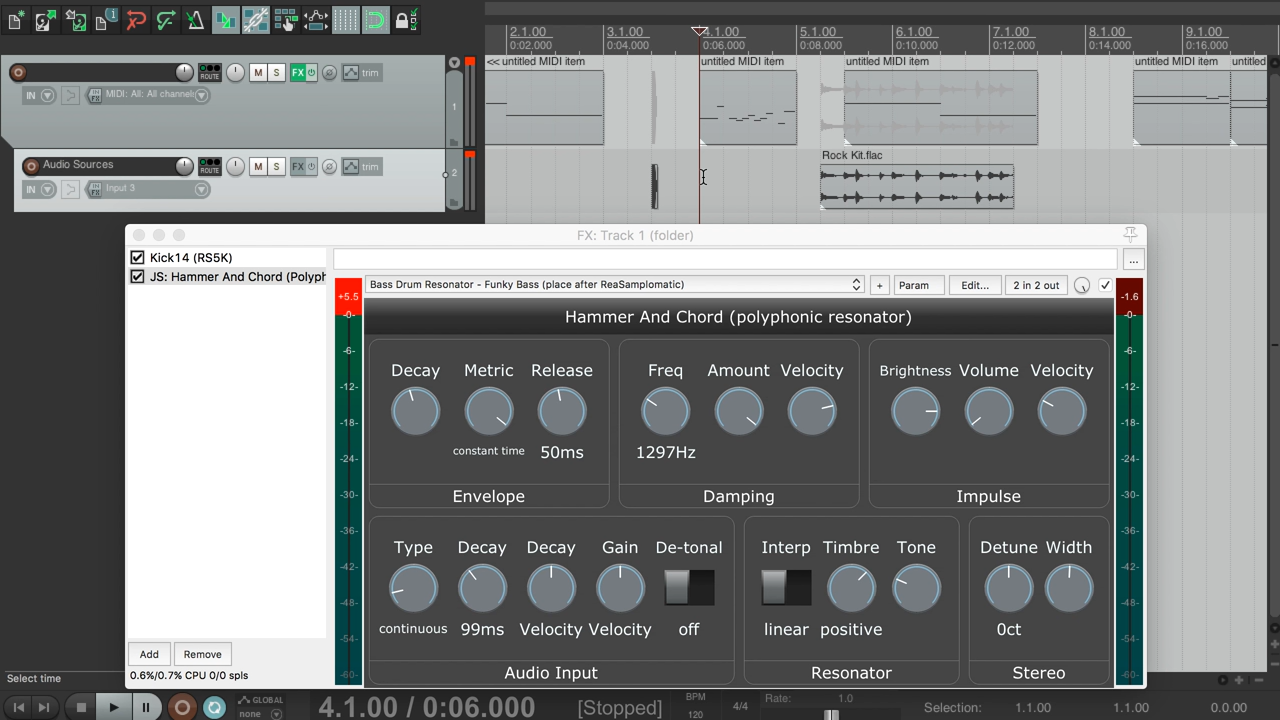 2.1.00 3.1.00 4.1.00 5.1.00 6.1.00 7.1.00 8.1.00 9.1.00
0:02.000 0:04.000 0:06.000 0:08.000 0:10.000 0:12.000 0:14.000 0:16.000
<< untitled MIDI item untitled MIDI item untitled MIDI item untitled MIDI item untitled
ROUTE M S FX trim
IN FX MIDI: All: All channels
1
Audio Sources ROUTE M S FX trim
IN FX Input 3
2
Rock Kit.flac
FX: Track 1 (folder)
Kick14 (RS5K)
JS: Hammer And Chord (Polyph
...
Bass Drum Resonator - Funky Bass (place after ReaSamplomatic) + Param Edit... 2 in 2 out
+5.5 -1.6
-0- -0-
-6- -6-
-12- -12-
-18- -18-
-24- -24-
-30- -30-
-36- -36-
-42- -42-
-48- -48-
-54- -54-
-60- -60-
Hammer And Chord (polyphonic resonator)
Decay Metric Release
constant time 50ms
Envelope
Freq Amount Velocity
1297Hz
Damping
Brightness Volume Velocity
Impulse
Type Decay Decay Gain De-tonal
continuous 99ms Velocity Velocity off
Audio Input
Interp Timbre Tone
linear positive
Resonator
Detune Width
0ct
Stereo
Add Remove
0.6%/0.7% CPU 0/0 spls
Select time
GLOBAL
none
4.1.00 / 0:06.000 [Stopped]
BPM
120
4/4
Rate: 1.0
Selection: 1.1.00 1.1.00 0.0.00